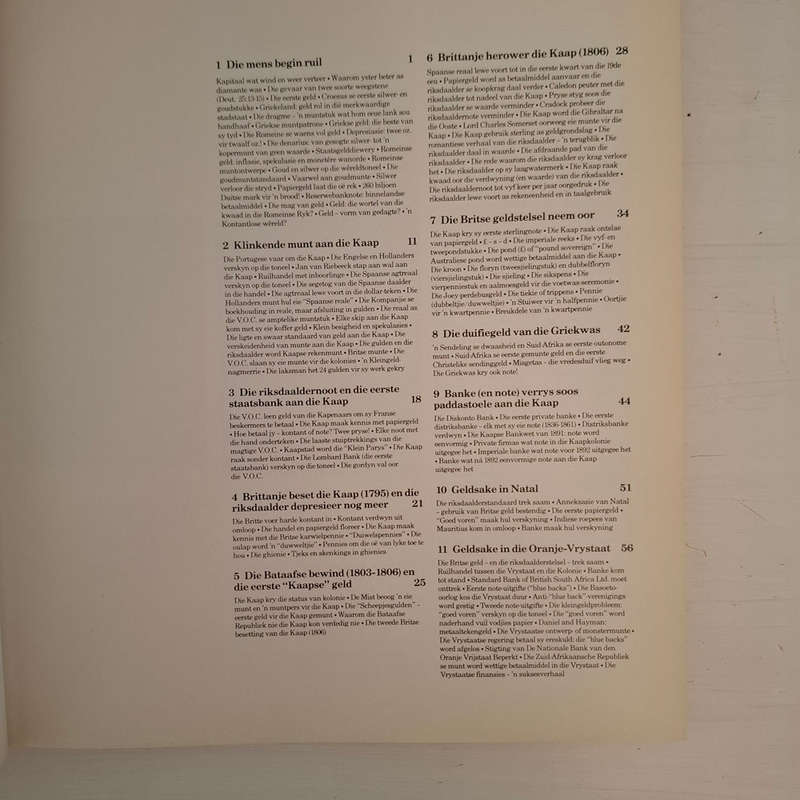 1 Die mens begin ruil 1
Kapitaal wat wind en weer verteer • Waarom yster beter as
diamante was • Die gevaar van twee soorte weegstene
(Deut. 25:13-15) • Die eerste geld • Croesus se eerste silwer- en
goudstukke • Griekeland: geld rol in die merkwaardige
stadstaat • Die dragme - 'n muntstuk wat hom eeue lank sou
handhaaf • Griekse muntpatrone • Griekse geld: die beste van
sy tyd • Die Romeine se waens vol geld • Depresiasie: twee oz.
vir twaalf oz.! • Die denarius: van gesogte silwer- tot 'n
kopermunt van geen waarde • Staatsgelddiewery • Romeinse
geld: inflasie, spekulasie en monetêre wanorde • Romeinse
muntontwerpe • Goud en silwer op die wêreldtoneel • Die
goudmuntstandaard • Vaarwel aan goudmunte • Silwer
verloor die stryd • Papiergeld laat die oë rek • 260 biljoen
Duitse mark vir 'n brood! • Reserwebanknote: binnelandse
betaalmiddel • Die mag van geld • Geld: die wortel van die
kwaad in die Romeinse Ryk? • Geld – vorm van gedagte? • 'n
Kontantlose wêreld?
2 Klinkende munt aan die Kaap 11
Die Portugese vaar om die Kaap • Die Engelse en Hollanders
verskyn op die toneel • Jan van Riebeeck stap aan wal aan
die Kaap • Ruilhandel met inboorlinge • Die Spaanse agtreaal
verskyn op die toneel • Die segetog van die Spaanse daalder
in die handel • Die agtreaal lewe voort in die dollar-teken • Die
Hollanders munt hul eie "Spaanse reale" • Die Kompanjie se
boekhouding in reale, maar afsluiting in gulden • Die reaal as
die V.O.C. se amptelike muntstuk • Elke skip aan die Kaap
kom met sy eie koffer geld • Klein besigheid en spekulasies •
Die ligte en swaar standaard van geld aan die Kaap • Die
verskeidenheid van munte aan die Kaap • Die gulden en die
riksdaalder word Kaapse rekenmunt • Britse munte • Die
V.O.C. slaan sy eie munte vir die kolonies • 'n Kleingeld-
nagmerrie • Die laksman het 24 gulden vir sy werk gekry
3 Die riksdaaldernoot en die eerste
staatsbank aan die Kaap 18
Die V.O.C. leen geld van die Kapenaars om sy Franse
beskermers te betaal • Die Kaap maak kennis met papiergeld
• Hoe betaal jy - kontant of note? Twee pryse! • Elke noot met
die hand onderteken • Die laaste stuiptrekkings van die
magtige V.O.C. • Kaapstad word die "Klein Parys" • Die Kaap
raak sonder kontant • Die Lombard Bank (die eerste
staatsbank) verskyn op die toneel • Die gordyn val oor
die V.O.C.
4 Brittanje beset die Kaap (1795) en die
riksdaalder depresieer nog meer 21
Die Britte voer harde kontant in • Kontant verdwyn uit
omloop • Die handel en papiergeld floreer • Die Kaap maak
kennis met die Britse karwielpennie • "Duiwelspennies" • Die
oulap word 'n "duwweltjie" • Pennies om die oë van lyke toe te
hou • Die ghienie • Tjeks en skenkings in ghienies
5 Die Bataafse bewind (1803-1806) en
die eerste "Kaapse" geld 25
Die Kaap kry die status van kolonie • De Mist beoog 'n eie
munt en 'n muntpers vir die Kaap • Die "Scheepjesgulden" -
eerste geld vir die Kaap gemunt • Waarom die Bataafse
Republiek nie die Kaap kon verdedig nie • Die tweede Britse
besetting van die Kaap (1806)
6 Brittanje herower die Kaap (1806) 28
Spaanse reaal lewe voort tot in die eerste kwart van die 19de
eeu • Papiergeld word as betaalmiddel aanvaar en die
riksdaalder se koopkrag daal verder • Caledon peuter met die
riksdaalder tot nadeel van die Kaap • Pryse styg soos die
riksdaalder se waarde verminder • Cradock probeer die
riksdaaldernote verminder • Die Kaap word die Gibraltar na
die Ooste • Lord Charles Somerset oorweeg eie munte vir die
Kaap • Die Kaap gebruik sterling as geldgrondslag • Die
romantiese verhaal van die riksdaalder – 'n terugblik • Die
riksdaalder daal in waarde • Die afdraande pad van die
riksdaalder • Die rede waarom die riksdaalder sy krag verloor
het • Die riksdaalder op sy laagwatermerk • Die Kaap raak
kwaad oor die verdwyning (en waarde) van die riksdaalder •
Die riksdaaldernoot tot vyf keer per jaar oorgedruk • Die
riksdaalder lewe voort as rekeneenheid en in taalgebruik
7 Die Britse geldstelsel neem oor 34
Die Kaap kry sy eerste sterlingnote • Die Kaap raak ontslae
van papiergeld • £ - s - d • Die imperiale reeks • Die vyf- en
tweepondstukke • Die pond (£) of "pound sovereign" • Die
Australiese pond word wettige betaalmiddel aan die Kaap •
Die kroon • Die floryn (tweesjielingstuk) en dubbelfloryn
(viersjielingstuk) • Die sjieling • Die sikspens • Die
vierpenniestuk en aalmoesgeld vir die voetwas-seremonie •
Die Joey perdebusgeld • Die tiekie of trippens • Pennie
(dubbeltjie/duwweltjie) • 'n Stuiwer vir 'n halfpennie • Oortjie
vir 'n kwartpennie • Breukdele van 'n kwartpennie
8 Die duifiegeld van die Griekwas 42
'n Sendeling se dwaasheid en Suid-Afrika se eerste outonome
munt • Suid-Afrika se eerste gemunte geld en die eerste
Christelike sendinggeld • Miagetas - die vredesduif vlieg weg •
Die Griekwas kry ook note!
9 Banke (en note) verrys soos
paddastoele aan die Kaap 44
Die Diskonto Bank • Die eerste private banke • Die eerste
distriksbanke – elk met sy eie note (1836-1861) • Distriksbanke
verdwyn • Die Kaapse Bankwet van 1891: note word
eenvormig • Private firmas wat note in die Kaapkolonie
uitgegee het • Imperiale banke wat note voor 1892 uitgegee het
• Banke wat ná 1892 eenvormige note aan die Kaap
uitgegee het
10 Geldsake in Natal 51
Die riksdaalerstandaard trek saam • Anneksasie van Natal
- gebruik van Britse geld bestendig • Die eerste papiergeld •
"Goed voren" maak hul verskyning • Indiese roepees van
Mauritius kom in omloop • Banke maak hul verskyning
11 Geldsake in die Oranje-Vrystaat 56
Die Britse geld – en die riksdaalderstelsel - trek saam •
Ruilhandel tussen die Vrystaat en die Kolonie • Banke kom
tot stand • Standard Bank of British South Africa Ltd. moet
onttrek • Eerste note-uitgifte ("blue backs") • Die Basoeto-
oorlog kos die Vrystaat duur • Anti-"blue back"-verenigings
word gestig • Tweede note-uitgifte • Die kleingeldprobleem:
"goed voren" verskyn op die toneel • Die "goed voren" word
naderhand vuil vodjies papier • Daniel and Hayman:
metaaltekengeld • Die Vrystaatse ontwerp of monstermunte •
Die Vrystaatse regering betaal sy ereskuld: die "blue backs"
word afgelos • Stigting van De Nationale Bank van den
Oranje Vrijstaat Beperkt • Die Zuid-Afrikaansche Republiek
se munt word wettige betaalmiddel in die Vrystaat • Die
Vrystaatse finansies – 'n suksesverhaal